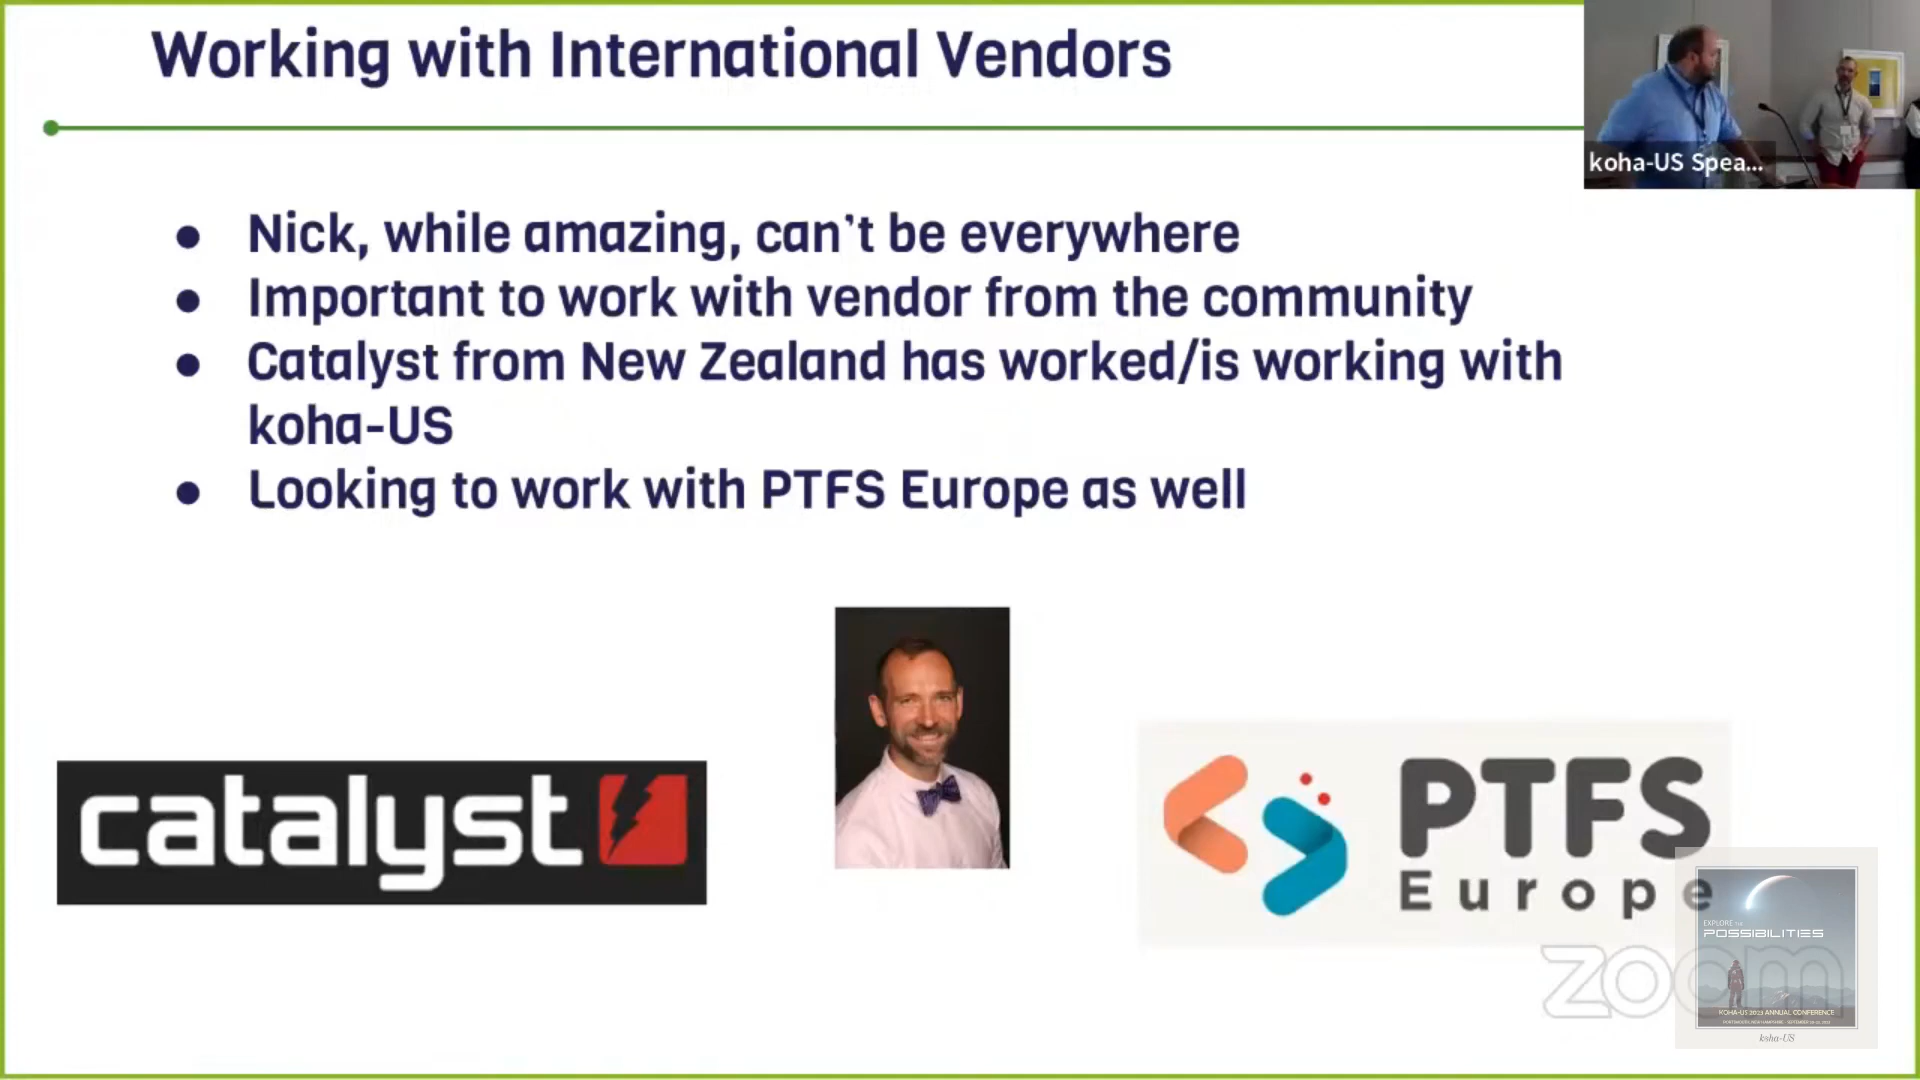 Working with International Vendors
koha-US Spea...
● Nick, while amazing, can't be everywhere
● Important to work with vendor from the community
● Catalyst from New Zealand has worked/is working with
koha-US
● Looking to work with PTFS Europe as well
catalyst
PTFS
Europe
zoom
EXPLORE THE
POSSIBILITIES
KOHA-US 2023 ANNUAL CONFERENCE
koha-US